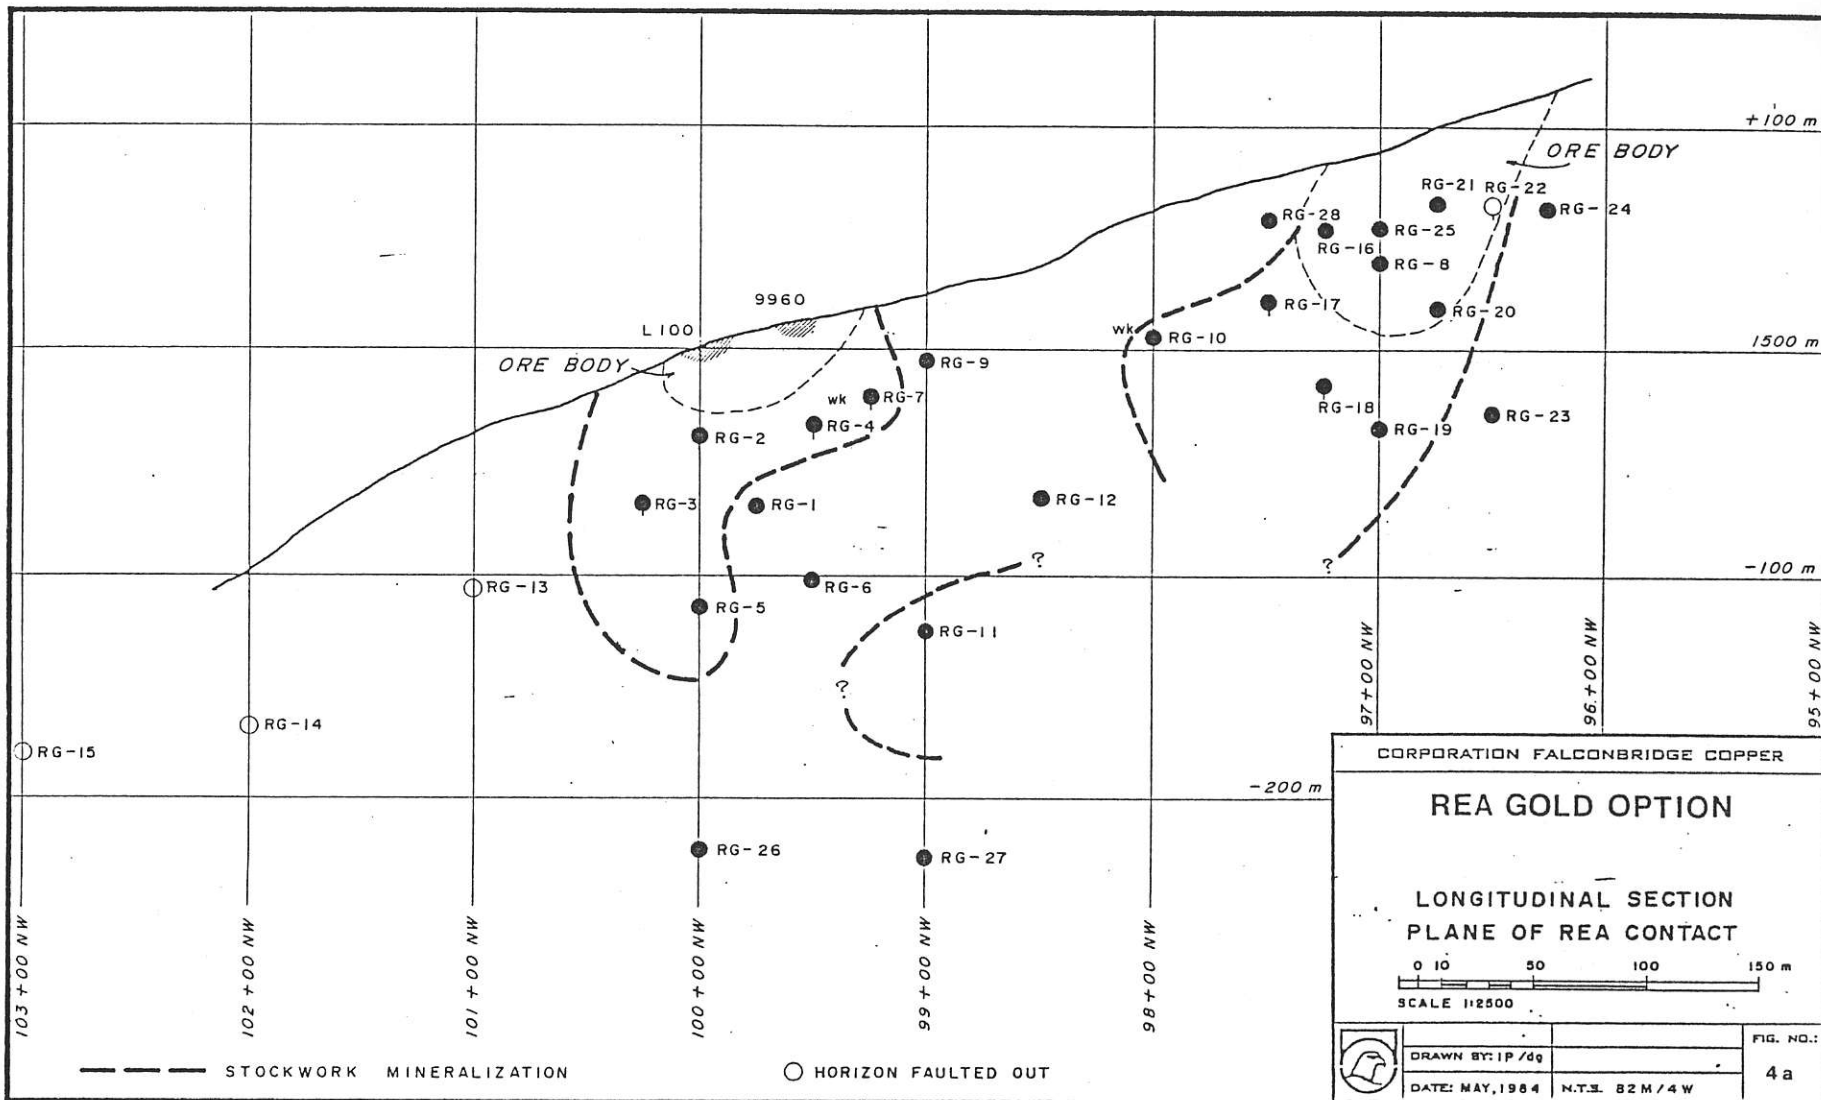 +100 m
ORE BODY
RG-21 RG-22
RG-24
RG-28
RG-25
RG-16
RG-8
9960
RG-17
RG-20
L 100
wk
RG-10
1500 m
ORE BODY
RG-9
wk
RG-7
RG-18
RG-4
RG-23
RG-2
RG-19
RG-3
RG-1
RG-12
?
?
-100 m
RG-13
RG-6
RG-5
RG-11
?
RG-14
RG-15
-200 m
RG-26
RG-27
103+00 NW
102+00 NW
101+00 NW
100+00 NW
99+00 NW
98+00 NW
97+00 NW
96+00 NW
95+00 NW
CORPORATION FALCONBRIDGE COPPER
REA GOLD OPTION
LONGITUDINAL SECTION
PLANE OF REA CONTACT
0 10 50 100 150 m
SCALE 1:2500
DRAWN BY: IP/dg
DATE: MAY, 1984 N.T.S. 82M/4W
FIG. NO.:
4a
STOCKWORK MINERALIZATION
HORIZON FAULTED OUT